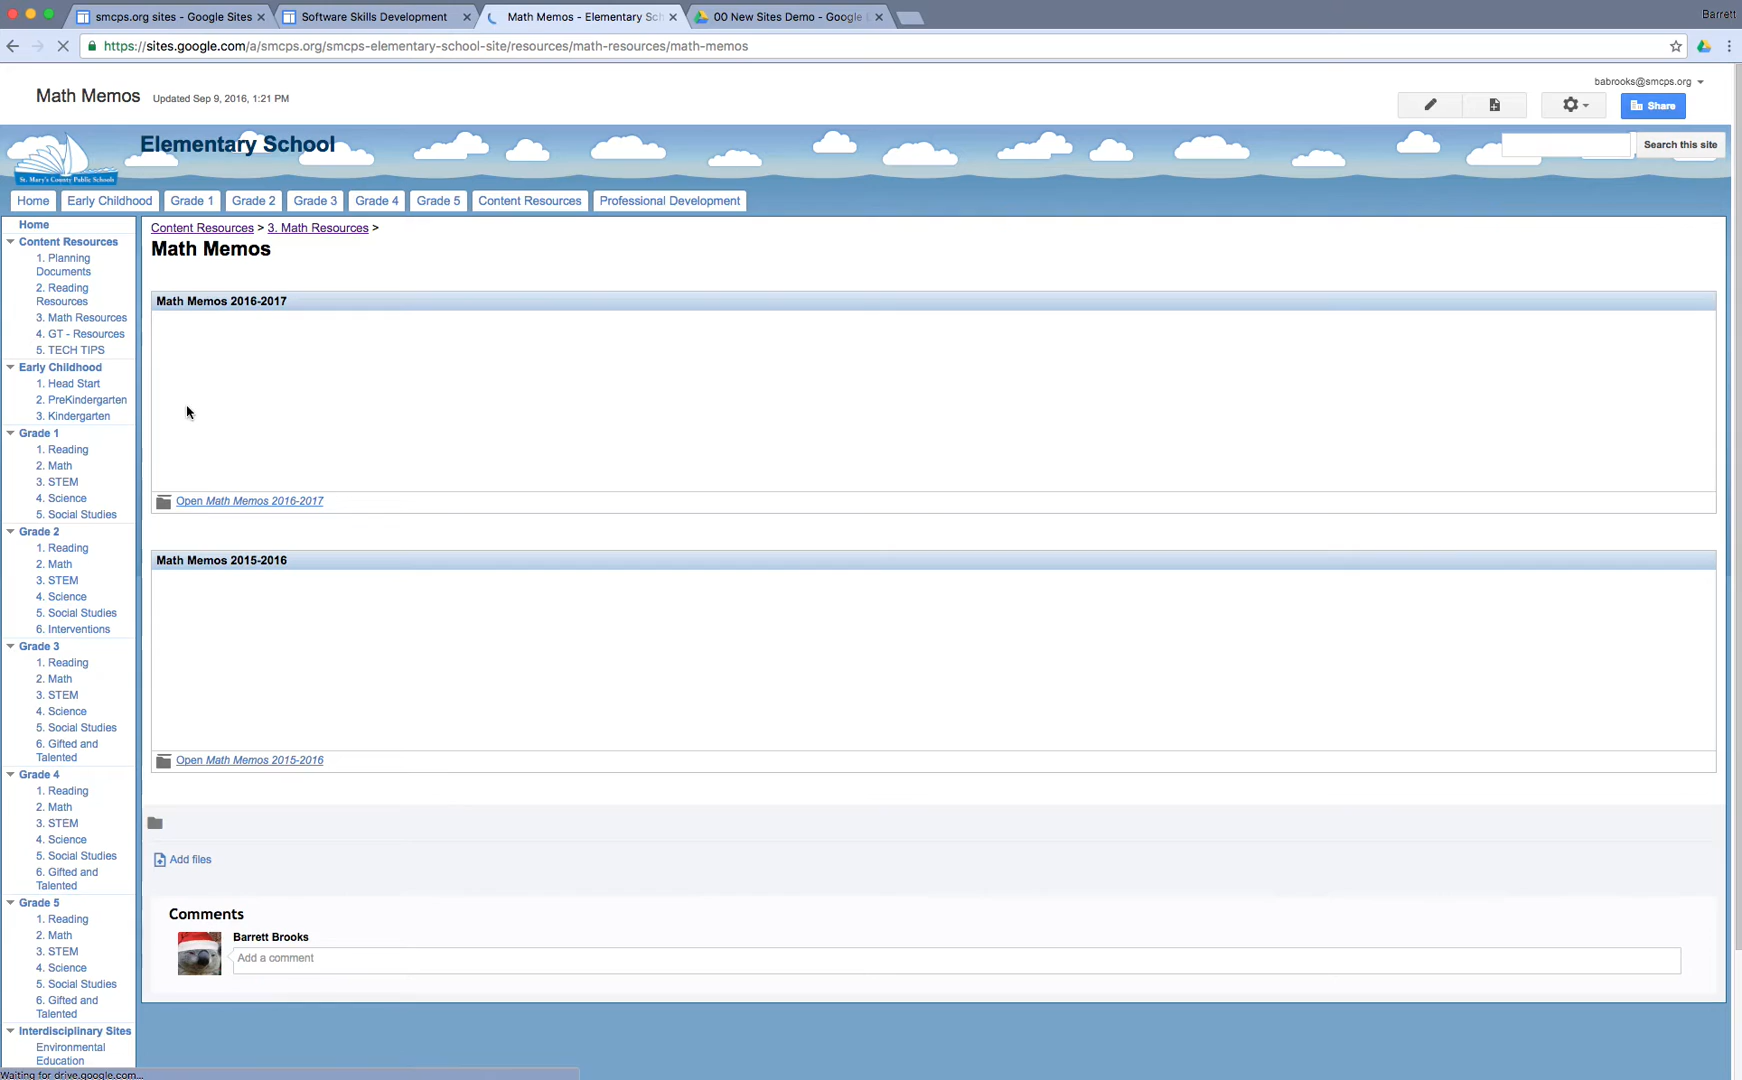 smcps.org sites - Google Sites
Software Skills Development
Math Memos - Elementary Sch
00 New Sites Demo - Google
Barrett
https://sites.google.com/a/smcps.org/smcps-elementary-school-site/resources/math-resources/math-memos
babrooks@smcps.org
Math Memos Updated Sep 9, 2016, 1:21 PM
Share
Elementary School
Search this site
St. Mary's County Public Schools
Home
Early Childhood
Grade 1
Grade 2
Grade 3
Grade 4
Grade 5
Content Resources
Professional Development
Home
Content Resources
1. Planning
Documents
2. Reading
Resources
3. Math Resources
4. GT - Resources
5. TECH TIPS
Early Childhood
1. Head Start
2. PreKindergarten
3. Kindergarten
Grade 1
1. Reading
2. Math
3. STEM
4. Science
5. Social Studies
Grade 2
1. Reading
2. Math
3. STEM
4. Science
5. Social Studies
6. Interventions
Grade 3
1. Reading
2. Math
3. STEM
4. Science
5. Social Studies
6. Gifted and
Talented
Grade 4
1. Reading
2. Math
3. STEM
4. Science
5. Social Studies
6. Gifted and
Talented
Grade 5
1. Reading
2. Math
3. STEM
4. Science
5. Social Studies
6. Gifted and
Talented
Interdisciplinary Sites
Environmental
Education
Content Resources > 3. Math Resources >
Math Memos
Math Memos 2016-2017
Open Math Memos 2016-2017
Math Memos 2015-2016
Open Math Memos 2015-2016
Add files
Comments
Barrett Brooks
Add a comment
Waiting for drive.google.com...